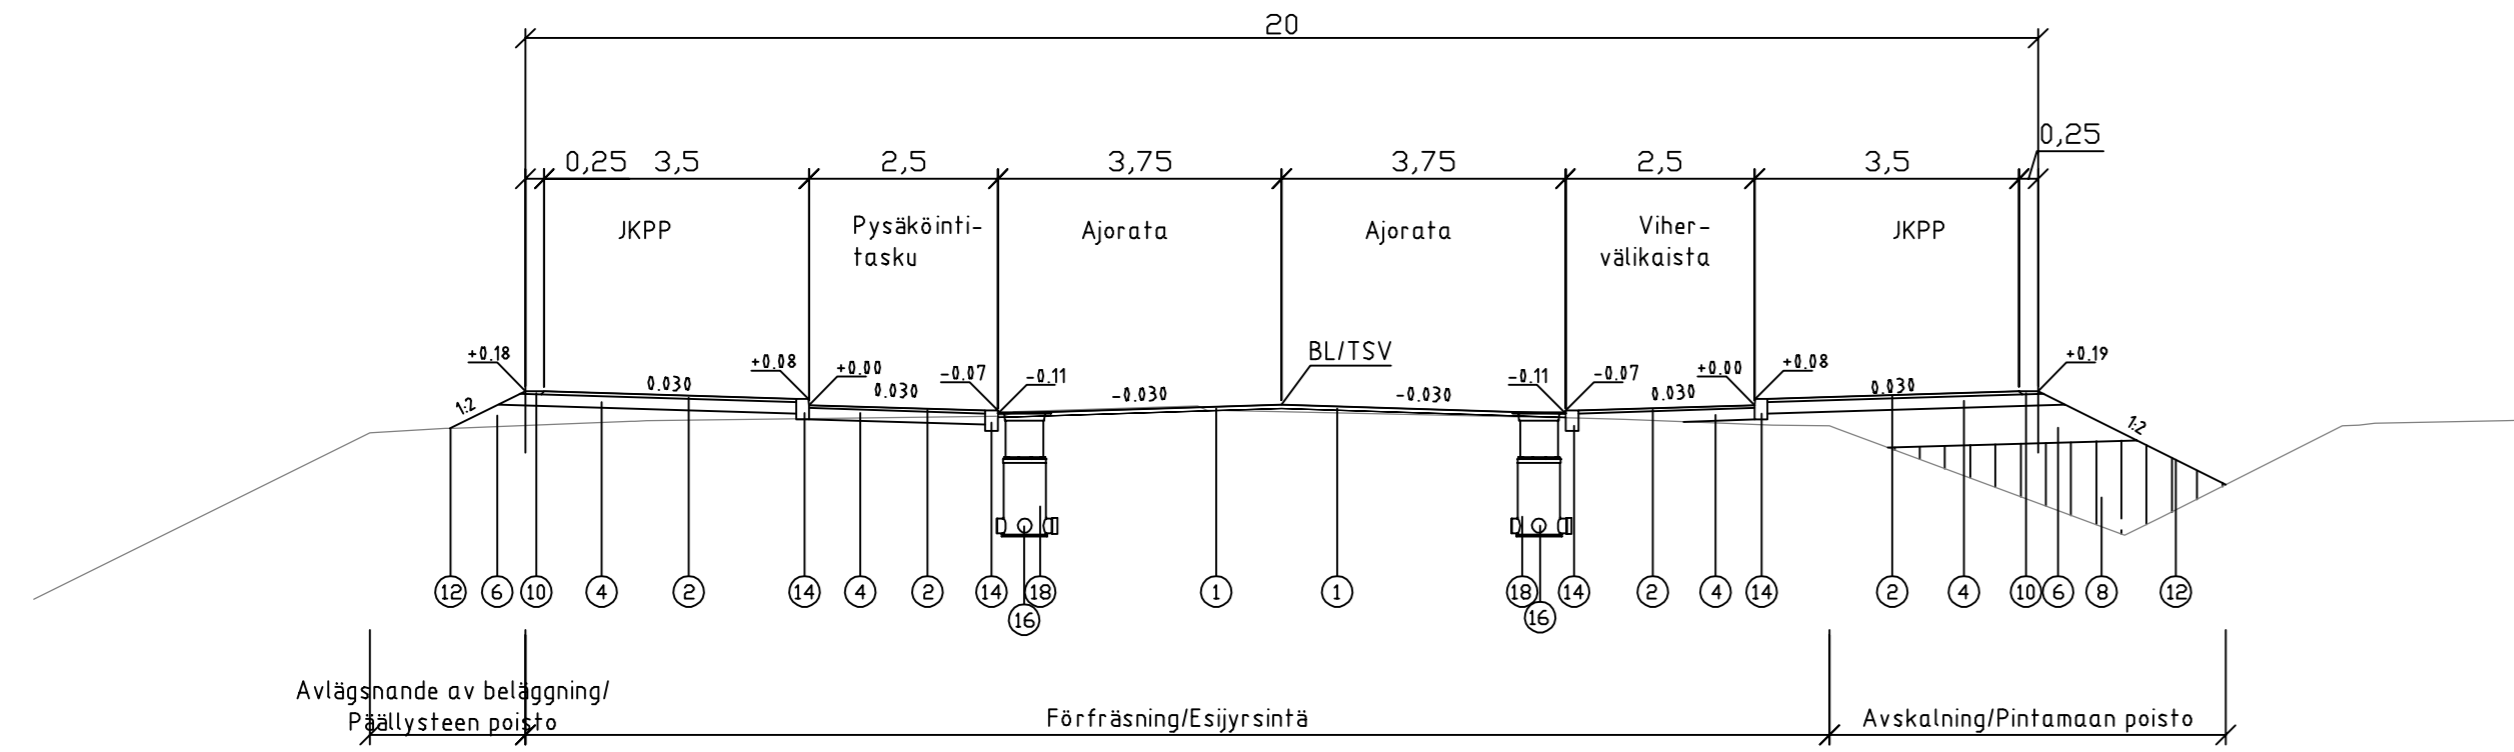 20
0,25
0,25 3,5 2,5 3,75 3,75 2,5 3,5
JKPP
Pysäköinti-
tasku
Ajorata
Ajorata
Viher-
välikaista
JKPP
BL/TSV
+0.18 +0.08 +0.00 -0.07 -0.11 -0.11 -0.07 +0.00 +0.08 +0.19
1:2 0.030 0.030 -0.030 -0.030 0.030 0.030 1:2
12 6 10 4 2 14 4 2 14 18 1 1 18 14 2 4 14 2 4 10 6 8 12
16 16
Avlägsnande av beläggning/
Päällysteen poisto
Förfräsning/Esijyrsintä
Avskalning/Pintamaan poisto